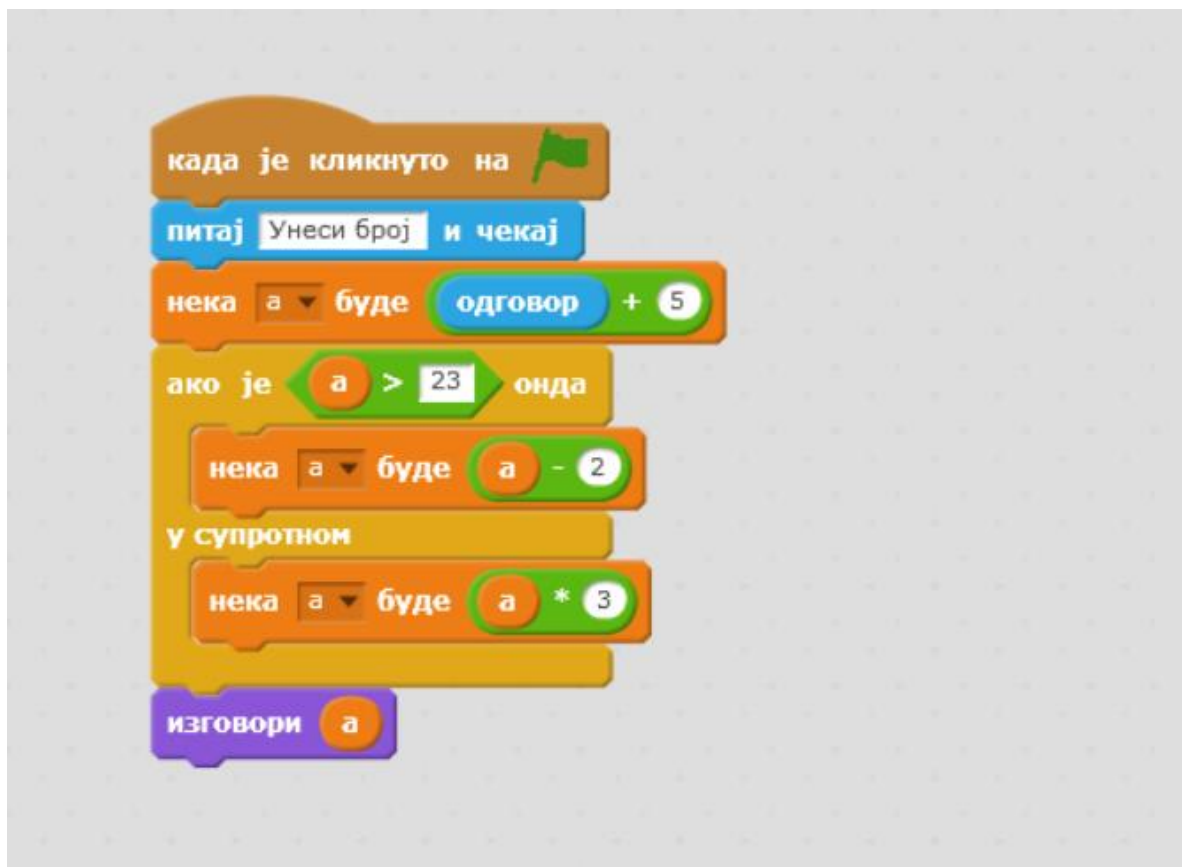 када је кликнуто на
питај Унеси број и чекај
нека a буде одговор + 5
ако је a > 23 онда
нека a буде a - 2
у супротном
нека a буде a * 3
изговори a